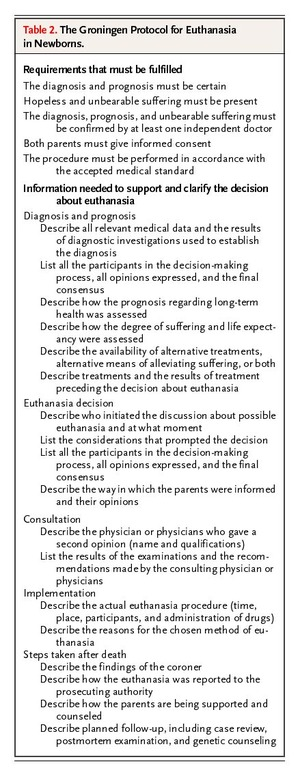 Table 2. The Groningen Protocol for Euthanasia
in Newborns.
Requirements that must be fulfilled
The diagnosis and prognosis must be certain
Hopeless and unbearable suffering must be present
The diagnosis, prognosis, and unbearable suffering must
be confirmed by at least one independent doctor
Both parents must give informed consent
The procedure must be performed in accordance with
the accepted medical standard
Information needed to support and clarify the decision
about euthanasia
Diagnosis and prognosis
Describe all relevant medical data and the results
of diagnostic investigations used to establish
the diagnosis
List all the participants in the decision-making
process, all opinions expressed, and the final
consensus
Describe how the prognosis regarding long-term
health was assessed
Describe how the degree of suffering and life expect-
ancy were assessed
Describe the availability of alternative treatments,
alternative means of alleviating suffering, or both
Describe treatments and the results of treatment
preceding the decision about euthanasia
Euthanasia decision
Describe who initiated the discussion about possible
euthanasia and at what moment
List the considerations that prompted the decision
List all the participants in the decision-making
process, all opinions expressed, and the final
consensus
Describe the way in which the parents were informed
and their opinions
Consultation
Describe the physician or physicians who gave a
second opinion (name and qualifications)
List the results of the examinations and the recom-
mendations made by the consulting physician or
physicians
Implementation
Describe the actual euthanasia procedure (time,
place, participants, and administration of drugs)
Describe the reasons for the chosen method of eu-
thanasia
Steps taken after death
Describe the findings of the coroner
Describe how the euthanasia was reported to the
prosecuting authority
Describe how the parents are being supported and
counseled
Describe planned follow-up, including case review,
postmortem examination, and genetic counseling